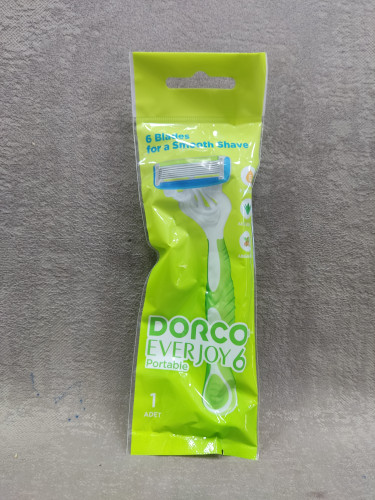 6 Blades
for a Smooth Shave
DORCO
EVERJOY 6
Portable
1
ADET